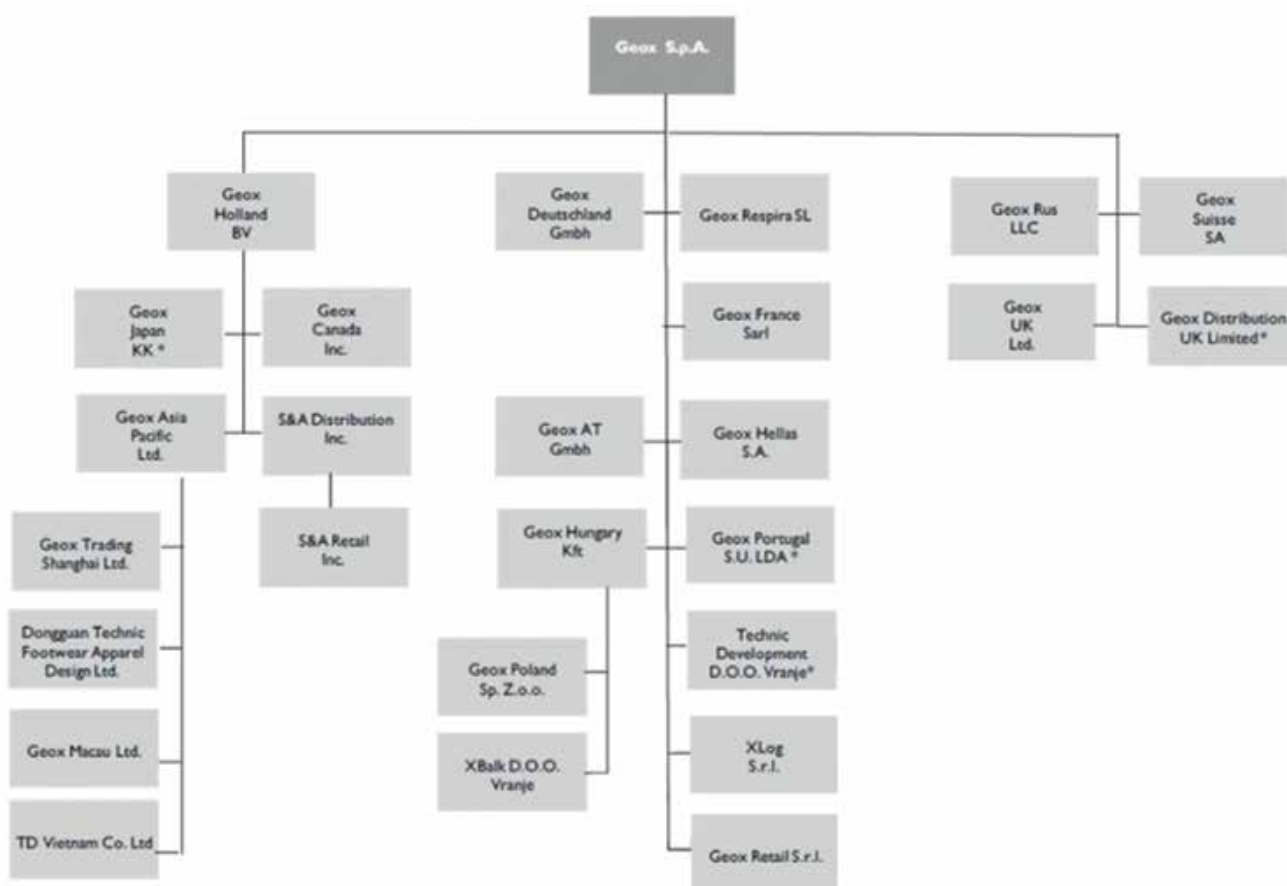 Geox S.p.A.
Geox
Holland
BV
Geox
Deutschland
Gmbh
Geox Respira SL
Geox Rus
LLC
Geox
Suisse
SA
Geox
Japan
KK *
Geox
Canada
Inc.
Geox France
Sarl
Geox
UK
Ltd.
Geox Distribution
UK Limited*
Geox Asia
Pacific
Ltd.
S&A Distribution
Inc.
Geox AT
Gmbh
Geox Hellas
S.A.
Geox Trading
Shanghai Ltd.
S&A Retail
Inc.
Geox Hungary
Kft
Geox Portugal
S.U. LDA *
Dongguan Technic
Footwear Apparel
Design Ltd.
Geox Poland
Sp. Z.o.o.
Technic
Development
D.O.O. Vranje*
Geox Macau Ltd.
XBalk D.O.O.
Vranje
XLog
S.r.l.
TD Vietnam Co. Ltd
Geox Retail S.r.l.